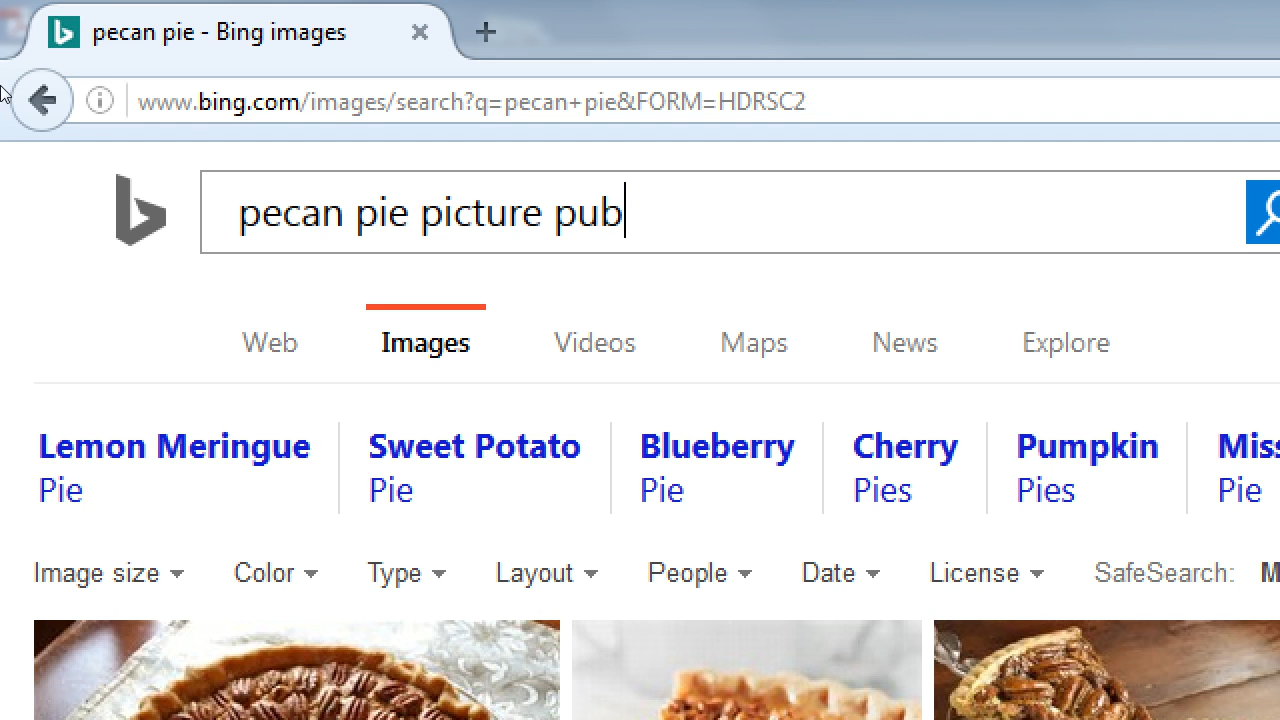 pecan pie - Bing images
www.bing.com/images/search?q=pecan+pie&FORM=HDRSC2
pecan pie picture pub
Web Images Videos Maps News Explore
Lemon Meringue Sweet Potato Blueberry Cherry Pumpkin Miss
Pie Pie Pie Pies Pies Pie
Image size Color Type Layout People Date License SafeSearch: M